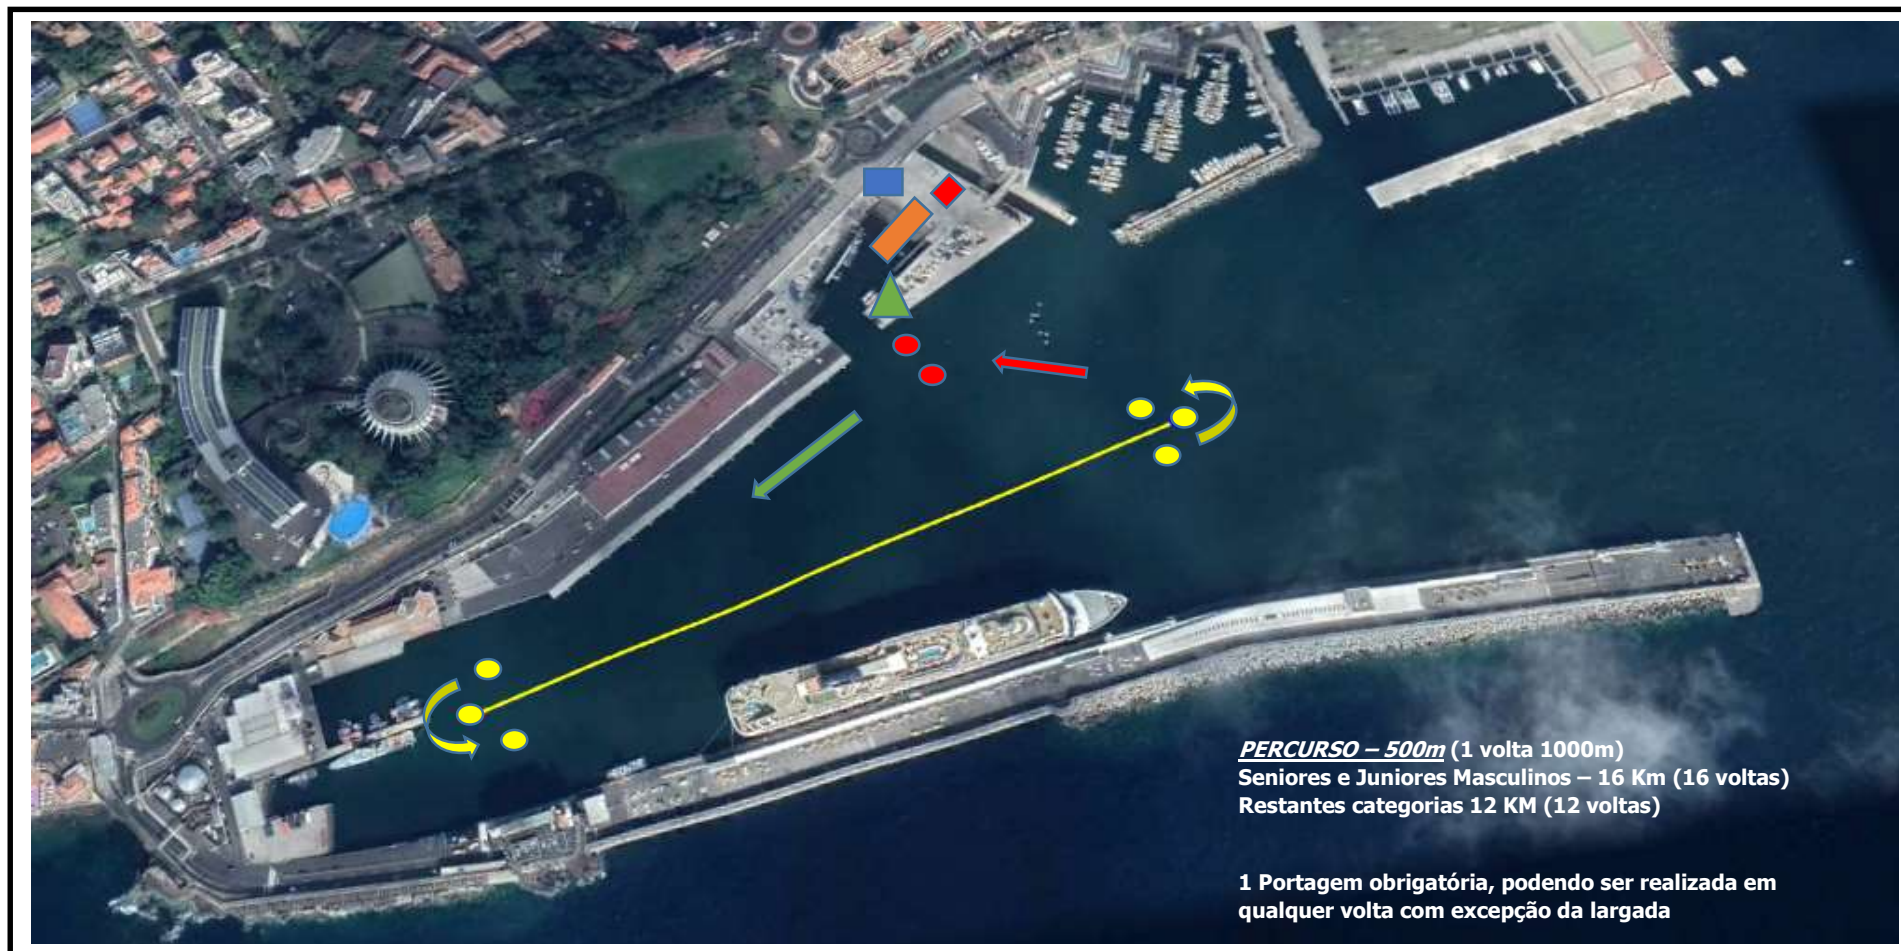 PERCURSO – 500m (1 volta 1000m)
Seniores e Juniores Masculinos – 16 Km (16 voltas)
Restantes categorias 12 KM (12 voltas)
1 Portagem obrigatória, podendo ser realizada em
qualquer volta com excepção da largada